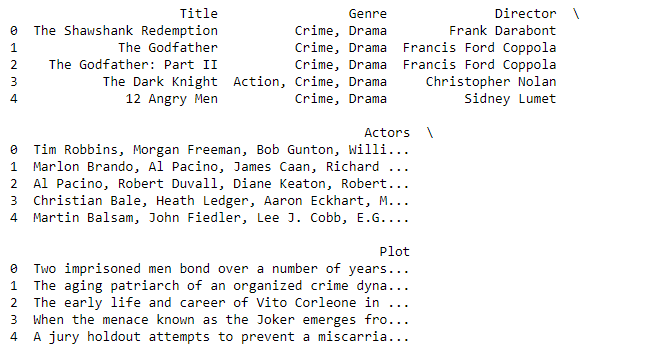 Title Genre Director \
0 The Shawshank Redemption Crime, Drama Frank Darabont
1 The Godfather Crime, Drama Francis Ford Coppola
2 The Godfather: Part II Crime, Drama Francis Ford Coppola
3 The Dark Knight Action, Crime, Drama Christopher Nolan
4 12 Angry Men Crime, Drama Sidney Lumet
Actors \
0 Tim Robbins, Morgan Freeman, Bob Gunton, Willi...
1 Marlon Brando, Al Pacino, James Caan, Richard ...
2 Al Pacino, Robert Duvall, Diane Keaton, Robert...
3 Christian Bale, Heath Ledger, Aaron Eckhart, M...
4 Martin Balsam, John Fiedler, Lee J. Cobb, E.G....
Plot
0 Two imprisoned men bond over a number of years...
1 The aging patriarch of an organized crime dyna...
2 The early life and career of Vito Corleone in ...
3 When the menace known as the Joker emerges fro...
4 A jury holdout attempts to prevent a miscarria...